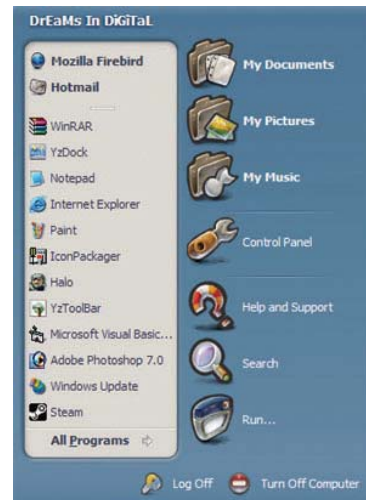 DrEaMs In DiGiTaL
Mozilla Firebird
Hotmail
WinRAR
YzDock
Notepad
Internet Explorer
Paint
IconPackager
Halo
YzToolBar
Microsoft Visual Basic...
Adobe Photoshop 7.0
Windows Update
Steam
All Programs
My Documents
My Pictures
My Music
Control Panel
Help and Support
Search
Run...
Log Off
Turn Off Computer